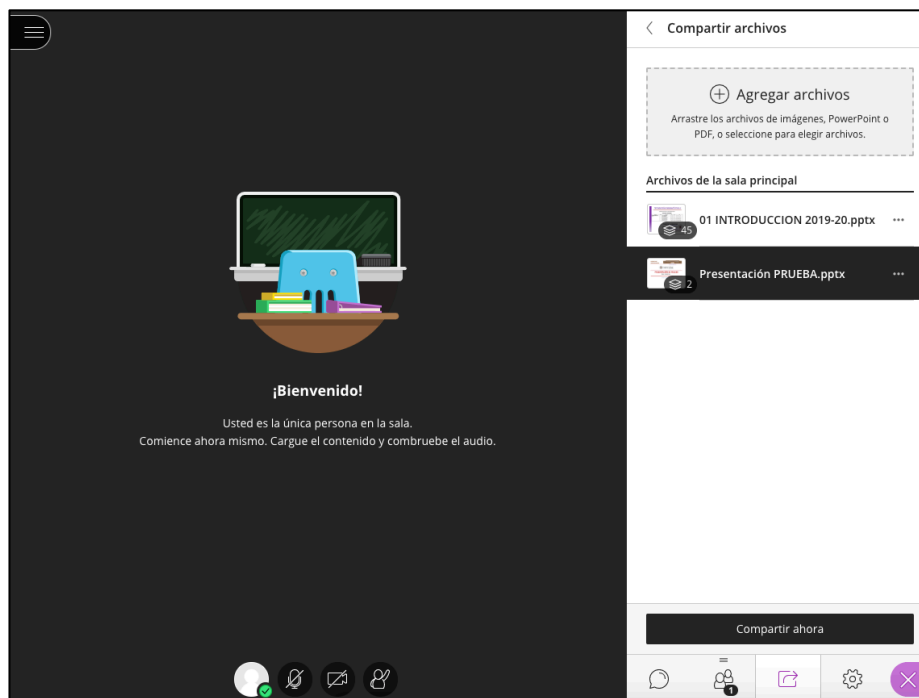 Compartir archivos
Agregar archivos
Arrastre los archivos de imágenes, PowerPoint o
PDF, o seleccione para elegir archivos.
Archivos de la sala principal
01 INTRODUCCION 2019-20.pptx
45
Presentación PRUEBA.pptx
2
¡Bienvenido!
Usted es la única persona en la sala.
Comience ahora mismo. Cargue el contenido y combruebe el audio.
Compartir ahora
1